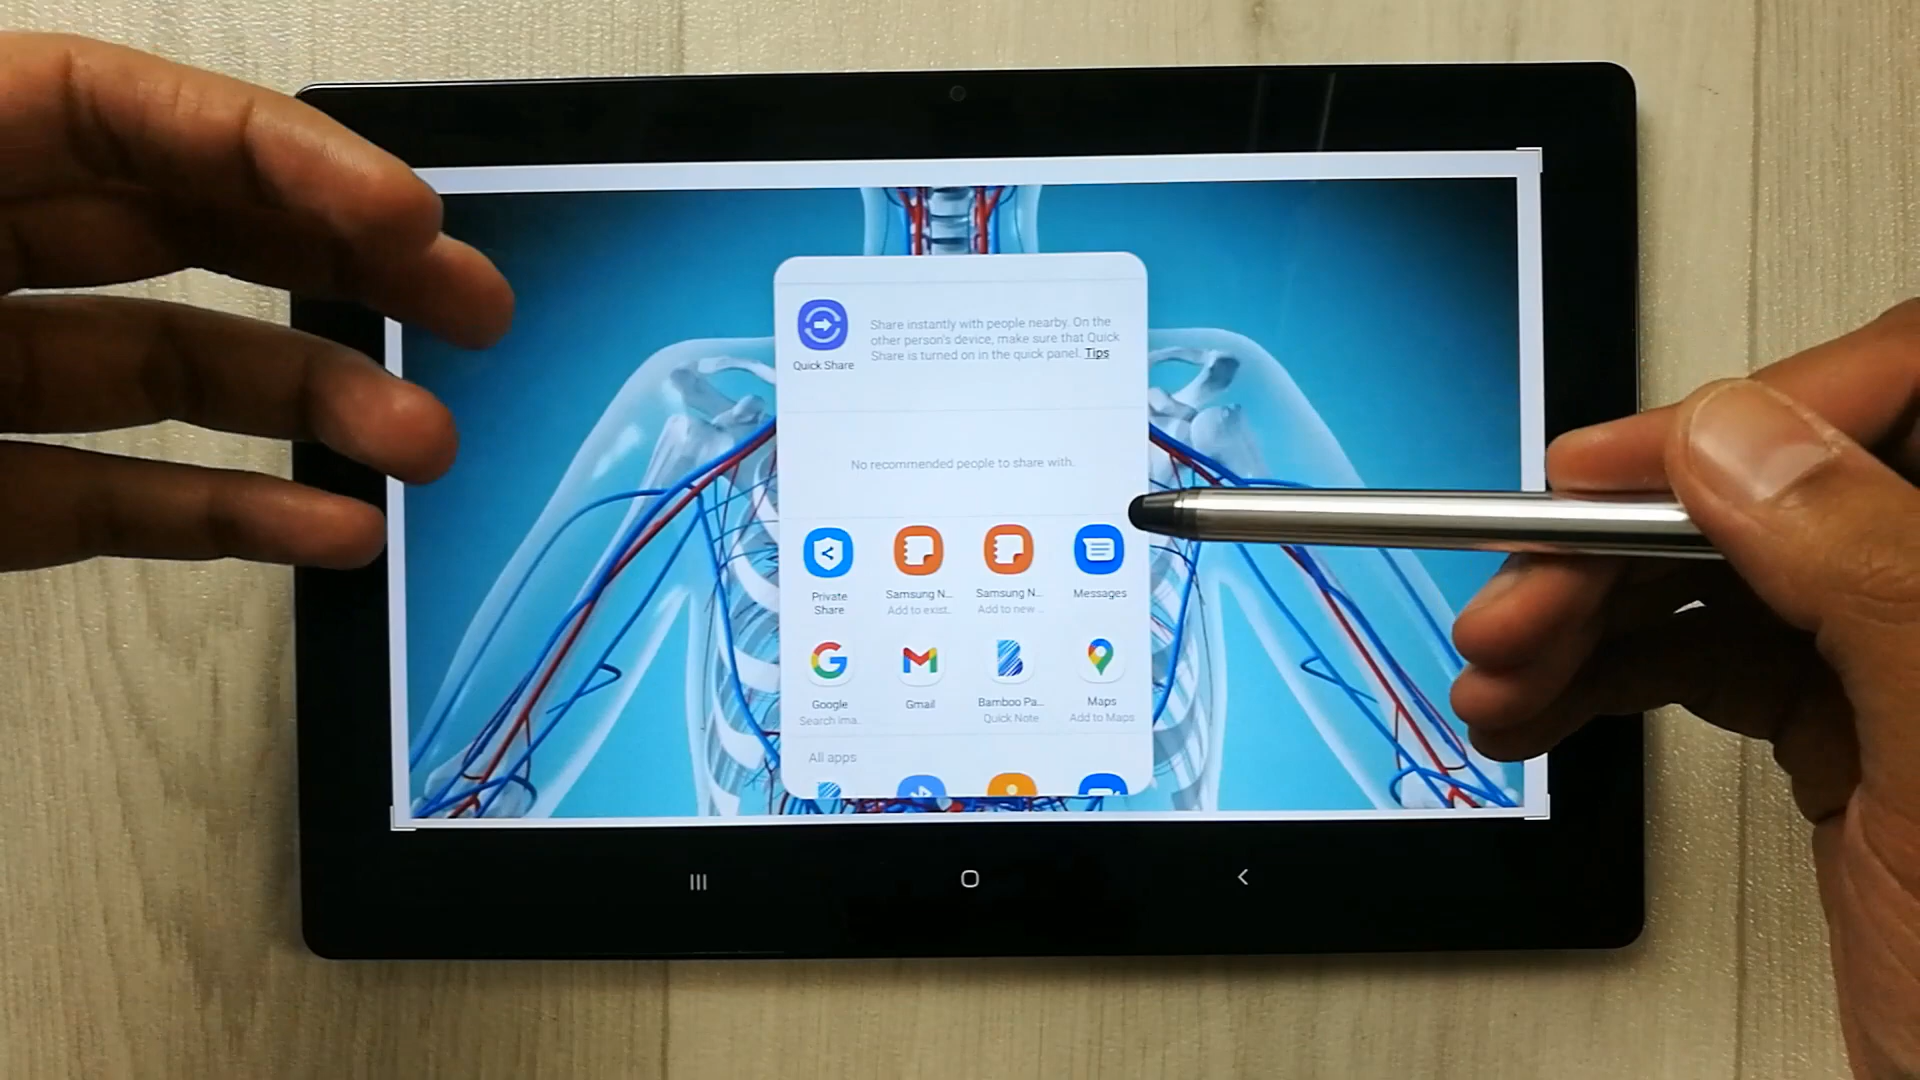 Share instantly with people nearby. On the
other person's device, make sure that Quick
Share is turned on in the quick panel. Tips
Quick Share
No recommended people to share with.
Private
Share
Samsung N...
Add to exist..
Samsung N...
Add to new ...
Messages
Google
Search ima..
Gmail
Bamboo Pa...
Quick Note
Maps
Add to Maps
All apps